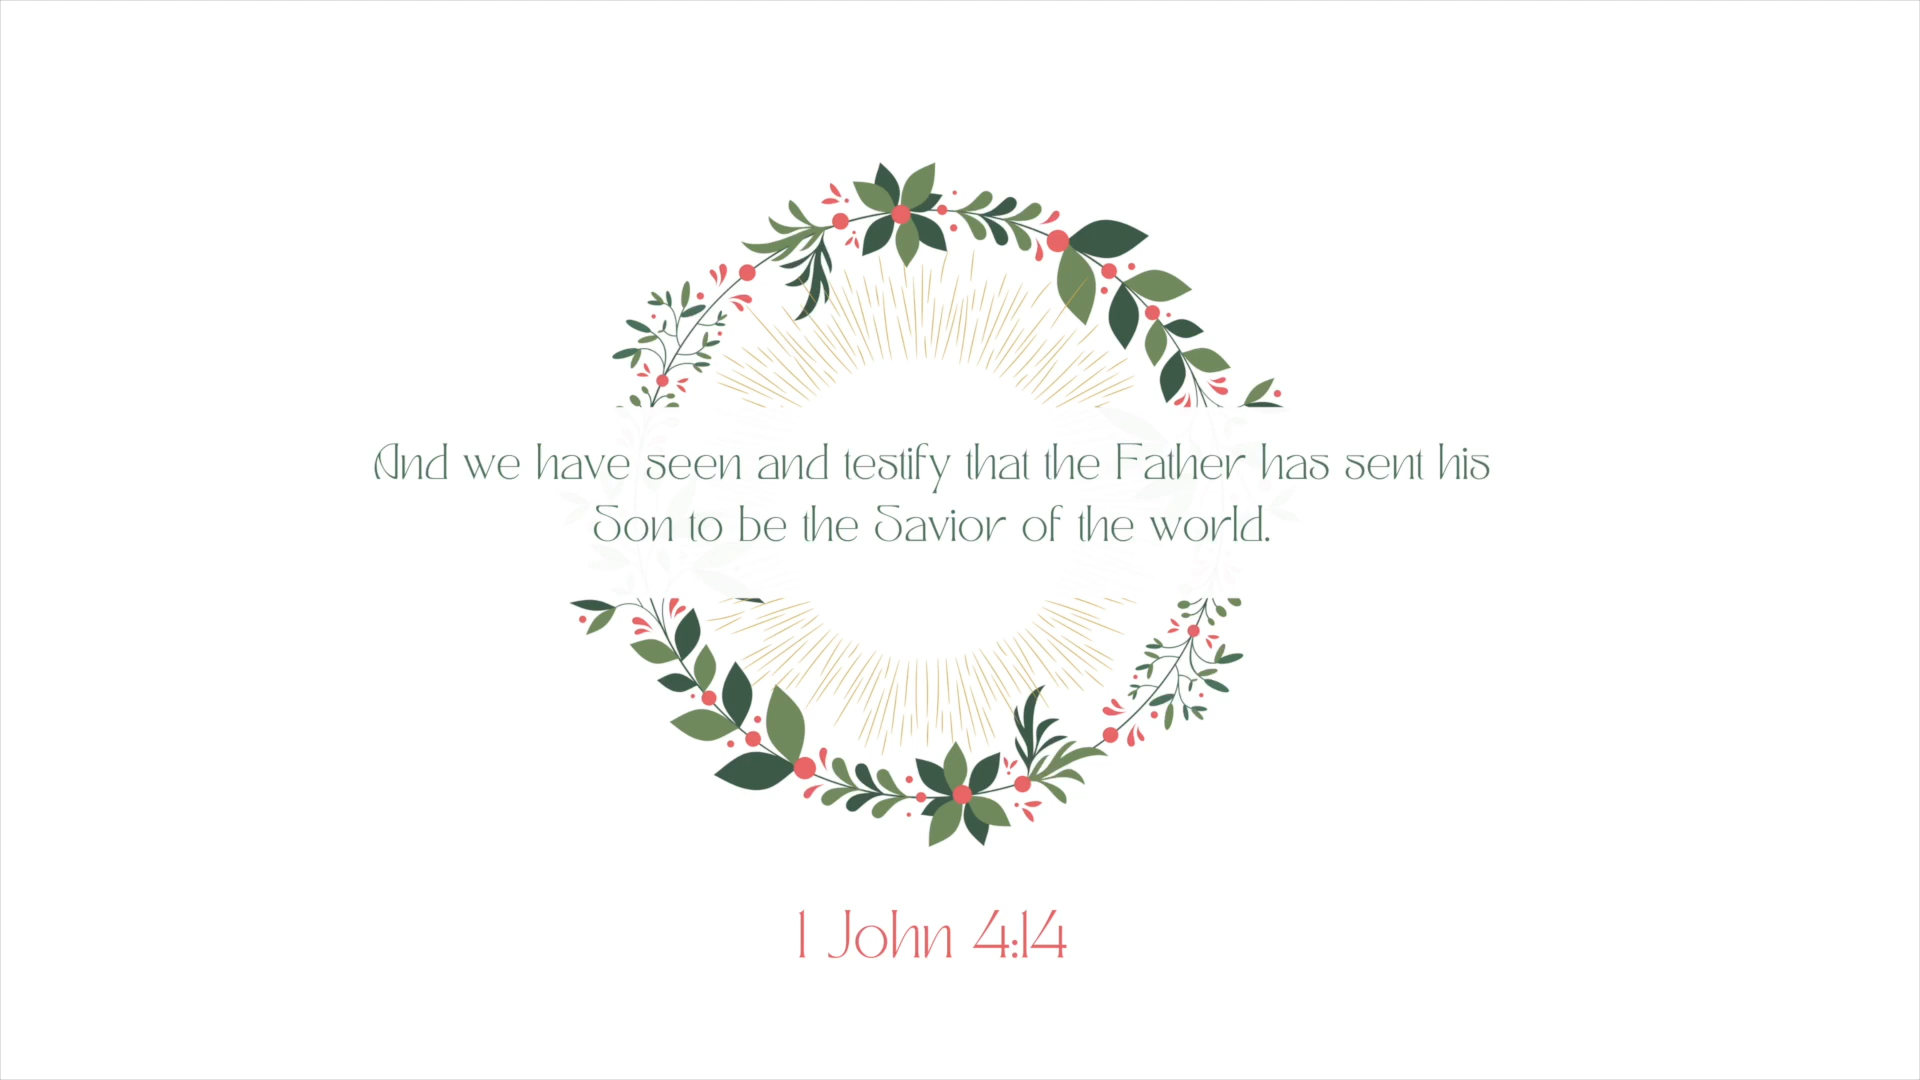 And we have seen and testify that the Father has sent his
Son to be the Savior of the world.
1 John 4:14